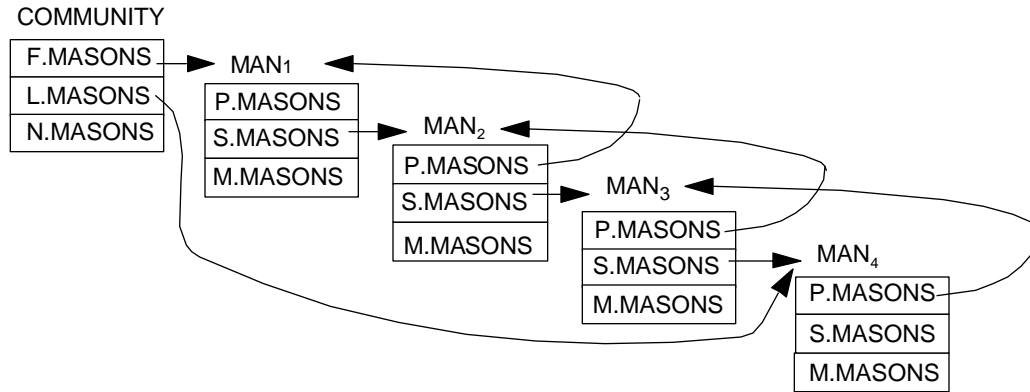 COMMUNITY
F.MASONS
L.MASONS
N.MASONS
MAN1
P.MASONS
S.MASONS
M.MASONS
MAN2
P.MASONS
S.MASONS
M.MASONS
MAN3
P.MASONS
S.MASONS
M.MASONS
MAN4
P.MASONS
S.MASONS
M.MASONS